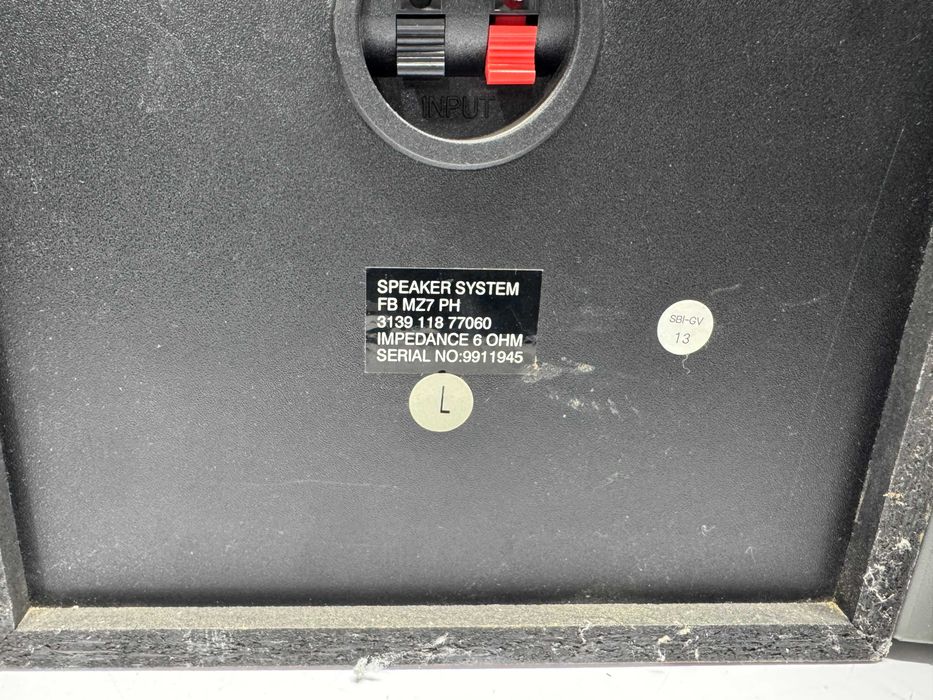 INPUT
SPEAKER SYSTEM
FB MZ7 PH
3139 118 77060
IMPEDANCE 6 OHM
SERIAL NO:9911945
SBI-GV
13
L